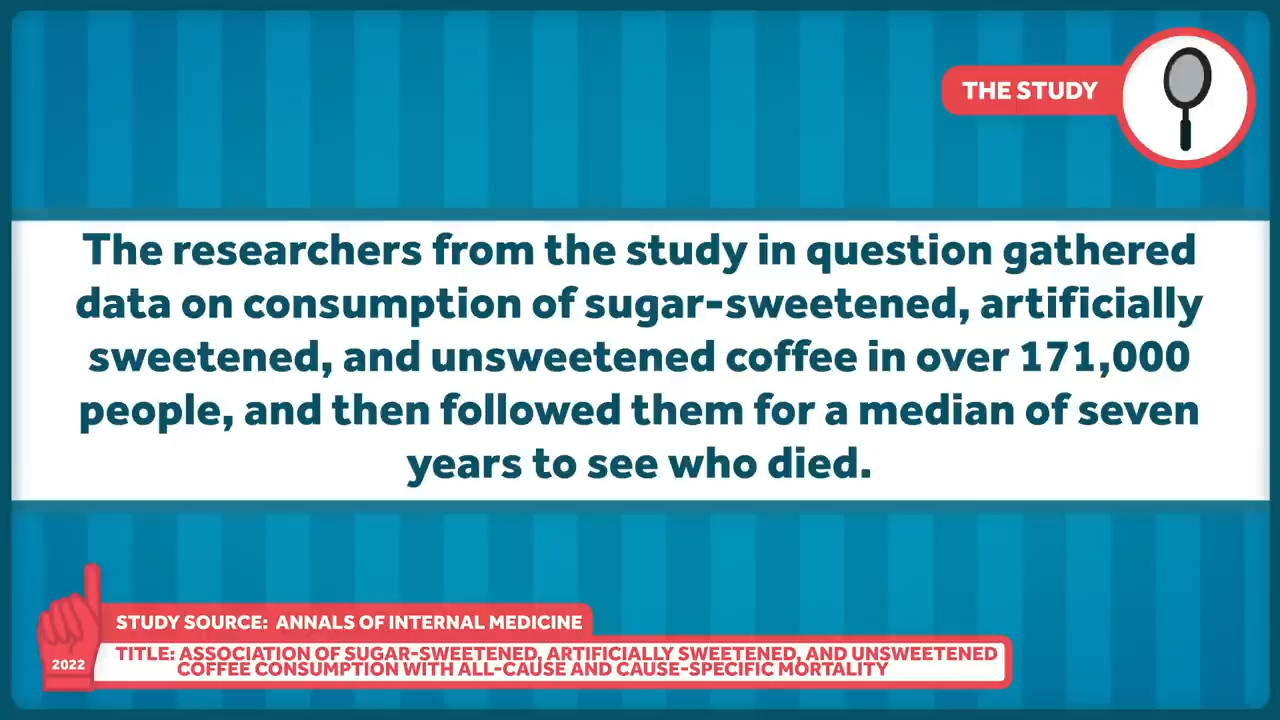 THE STUDY
The researchers from the study in question gathered
data on consumption of sugar-sweetened, artificially
sweetened, and unsweetened coffee in over 171,000
people, and then followed them for a median of seven
years to see who died.
STUDY SOURCE: ANNALS OF INTERNAL MEDICINE
2022
TITLE: ASSOCIATION OF SUGAR-SWEETENED, ARTIFICIALLY SWEETENED, AND UNSWEETENED
COFFEE CONSUMPTION WITH ALL-CAUSE AND CAUSE-SPECIFIC MORTALITY